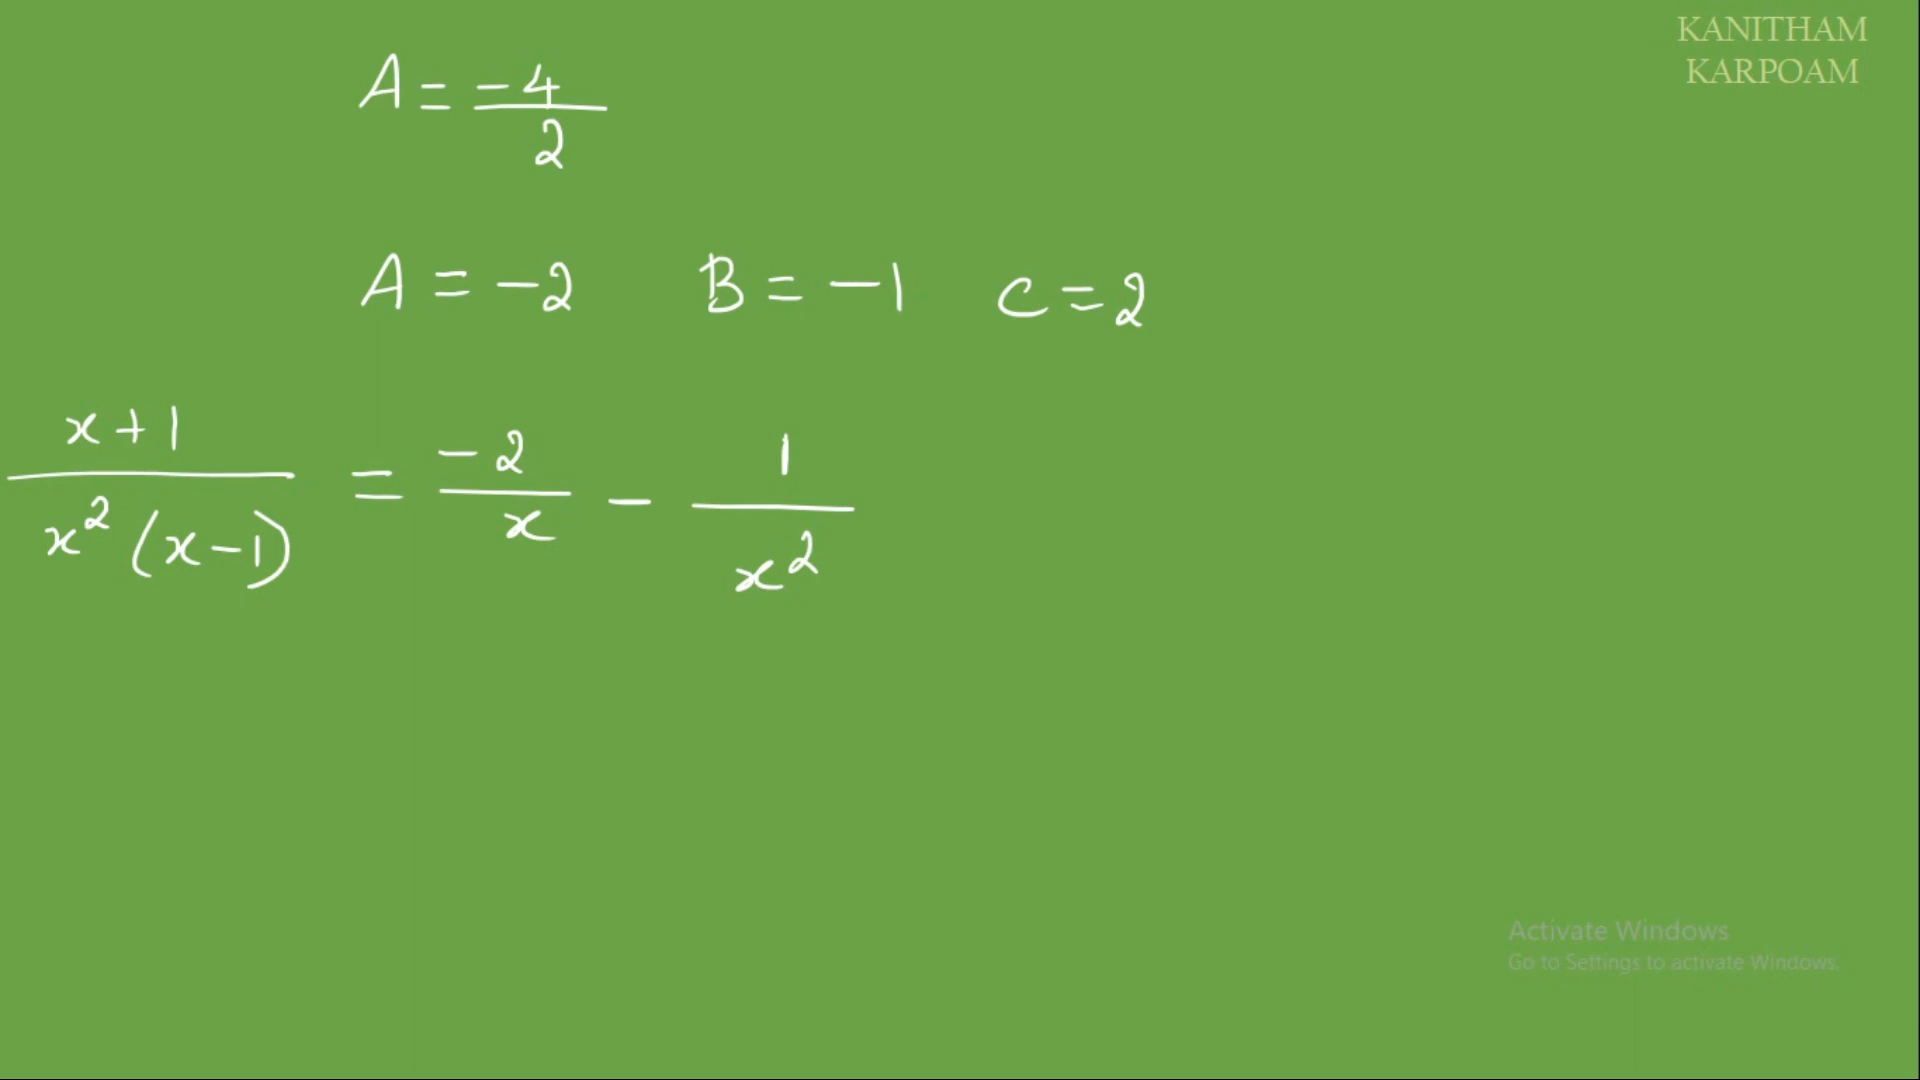 KANITHAM
KARPOAM
A = -4/2
A = -2 B = -1 C = 2
x+1/x²(x-1) = -2/x - 1/x²
Activate Windows
Go to Settings to activate Windows.